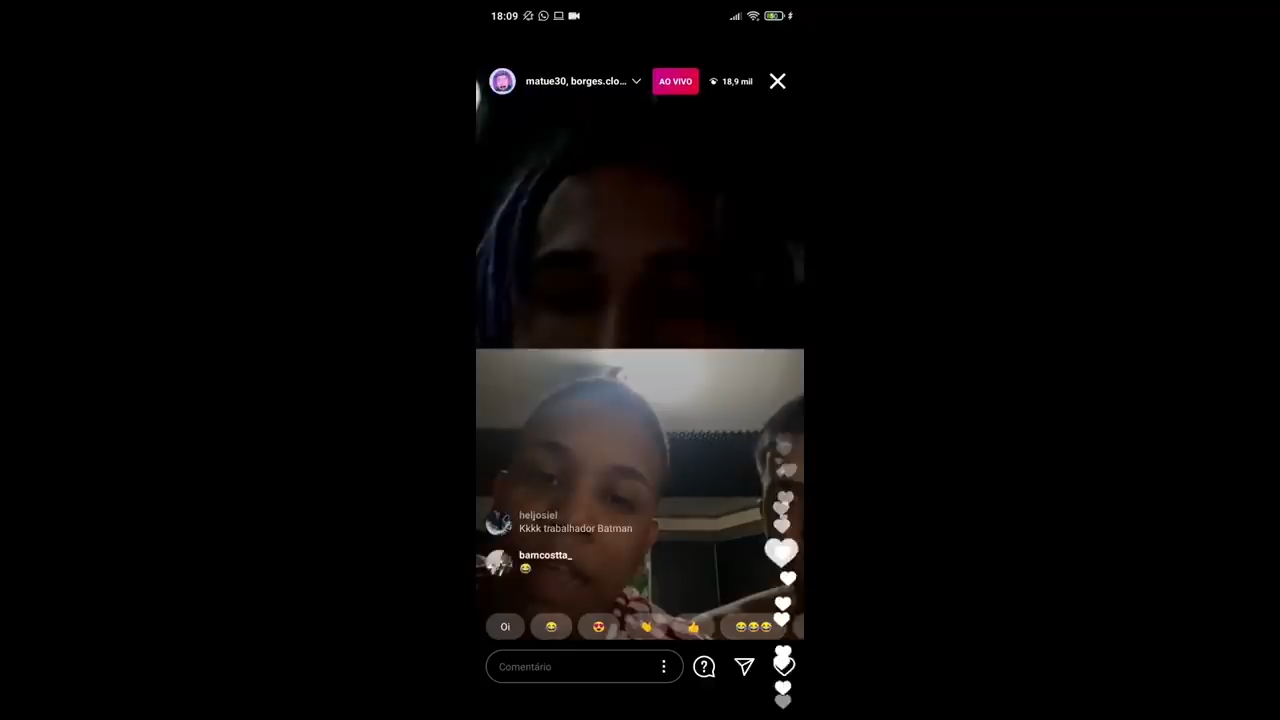 18:09
matue30, borges.clo...
AO VIVO
18,9 mil
heljosiel
Kkkk trabalhador Batman
bamcostta_
😂
Oi
😂
😍
👏
👍
😂😂😂
Comentário